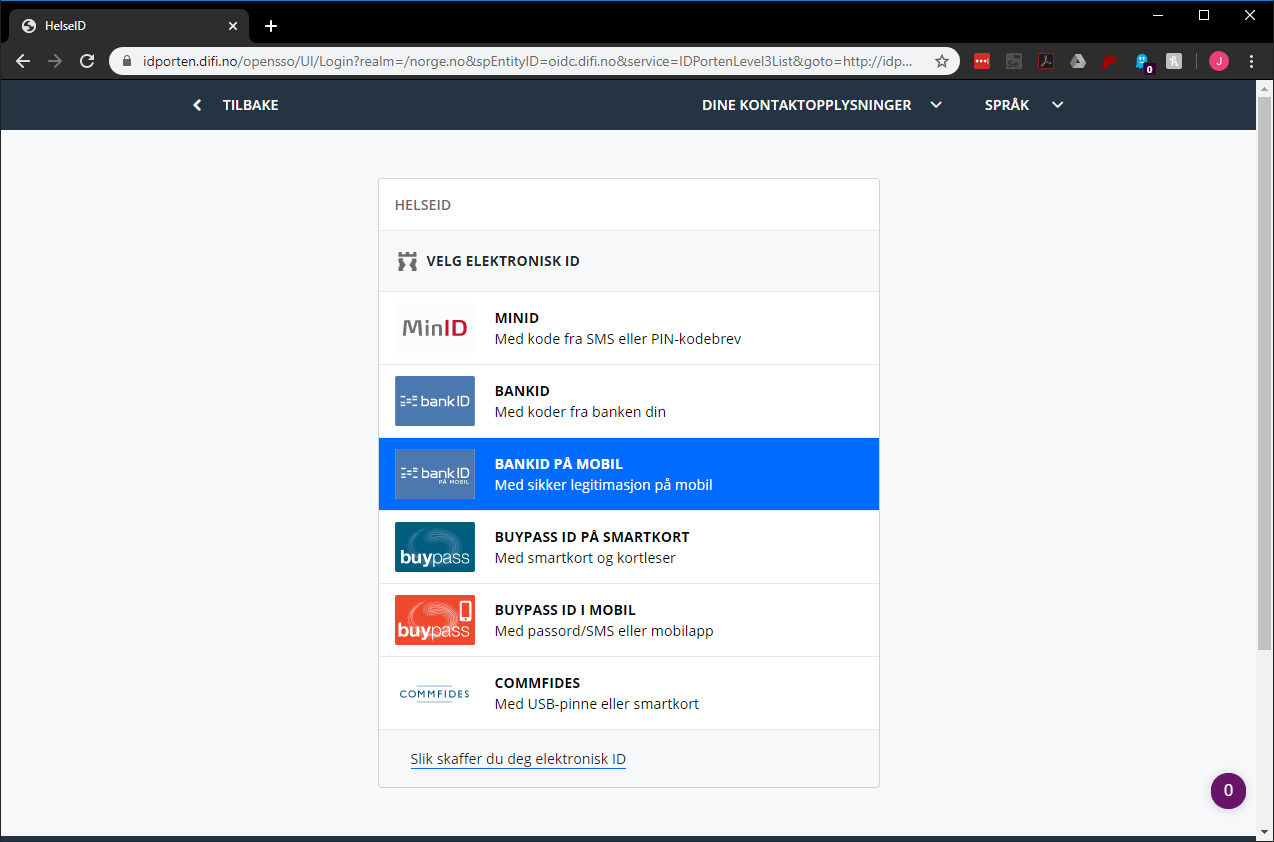 HelseID
idporten.difi.no/opensso/UI/Login?realm=/norge.no&spEntityID=oidc.difi.no&service=IDPortenLevel3List&goto=http://idp...
Se
0
J
TILBAKE
DINE KONTAKTOPPLYSNINGER
SPRÅK
HELSEID
VELG ELEKTRONISK ID
MinID
MINID
Med kode fra SMS eller PIN-kodebrev
bankID
BANKID
Med koder fra banken din
bankID
PÅ MOBIL
BANKID PÅ MOBIL
Med sikker legitimasjon på mobil
buypass
BUYPASS ID PÅ SMARTKORT
Med smartkort og kortleser
buypass
BUYPASS ID I MOBIL
Med passord/SMS eller mobilapp
COMMFIDES
COMMFIDES
Med USB-pinne eller smartkort
Slik skaffer du deg elektronisk ID
0